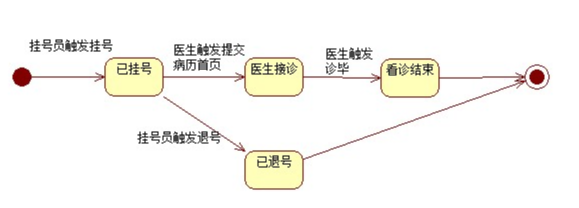 挂号员触发挂号
医生触发提交
病历首页
医生触发
诊毕
已挂号
医生接诊
看诊结束
挂号员触发退号
已退号